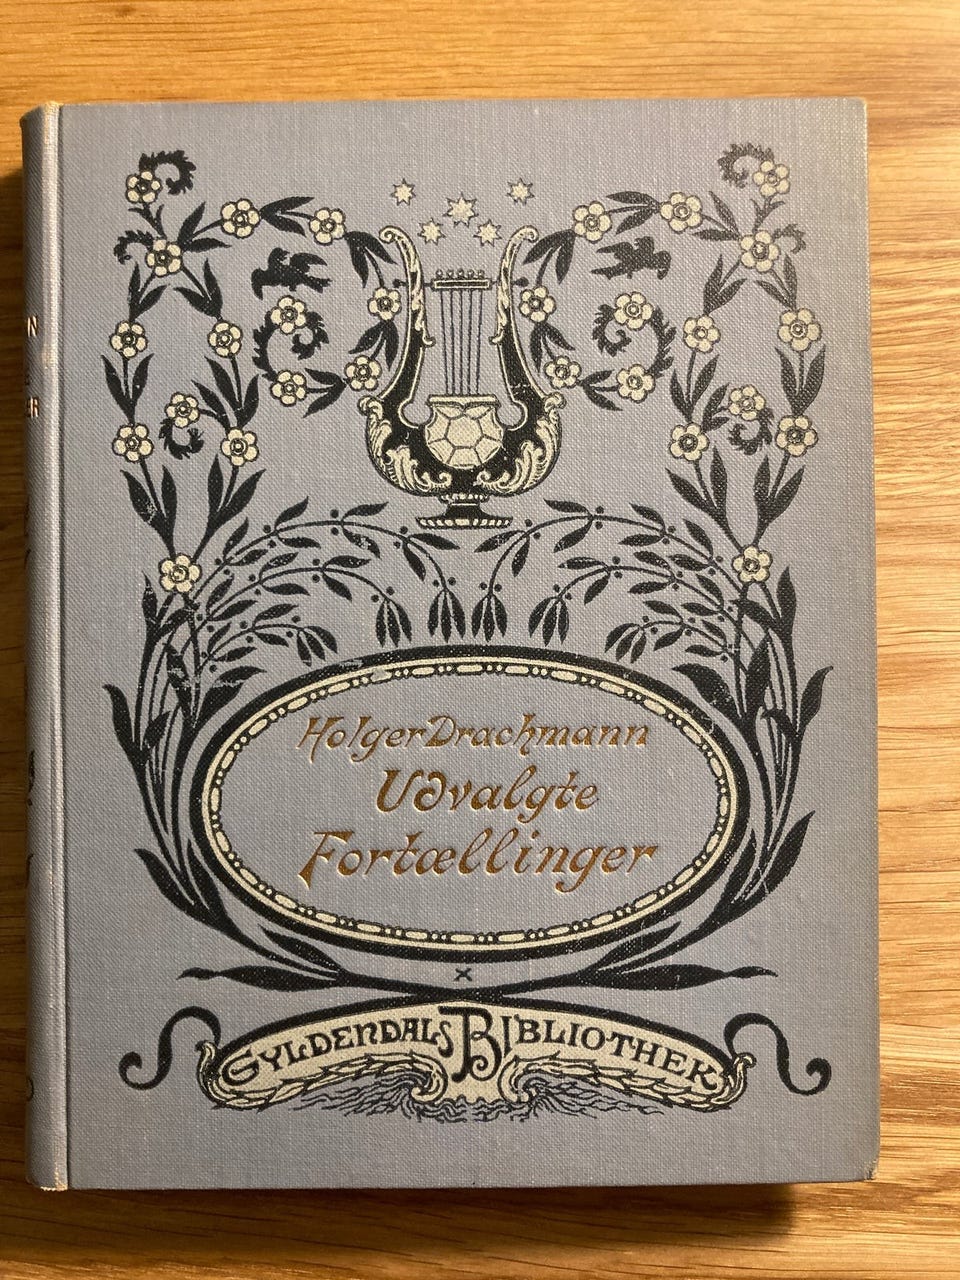 Holger Drachmann
Udvalgte
Fortællinger
GYLDENDALS BIBLIOTHEK